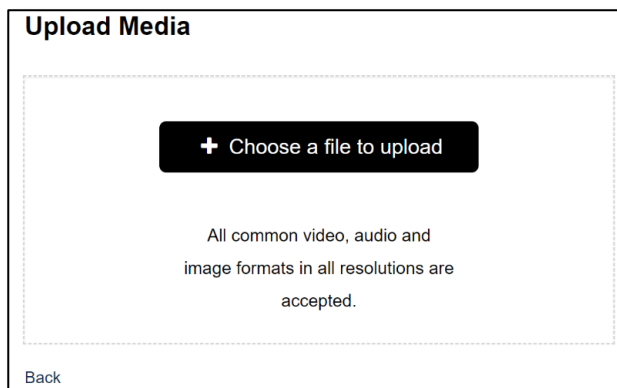 Upload Media
+ Choose a file to upload
All common video, audio and
image formats in all resolutions are
accepted.
Back